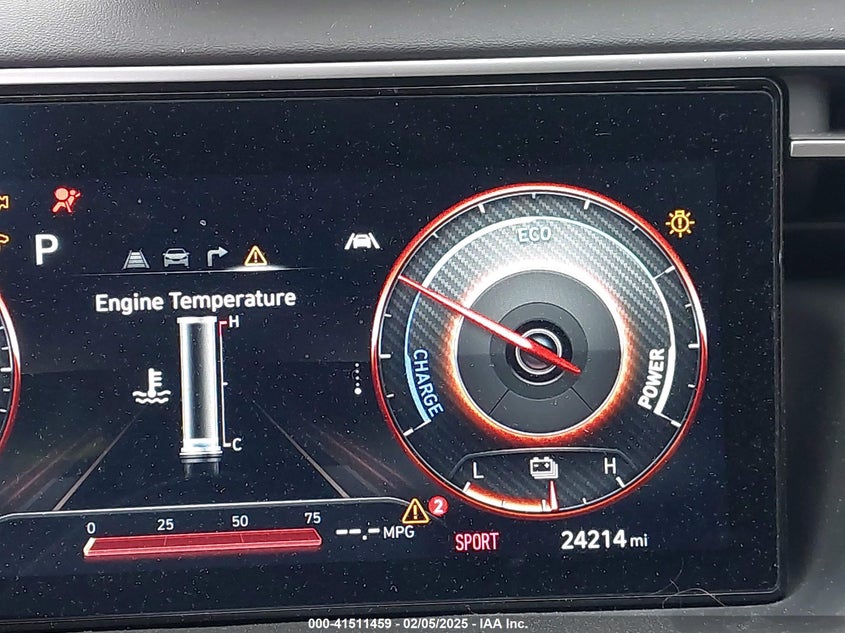 P
ECO
Engine Temperature
H
CHARGE
POWER
C
L H
0 25 50 75
--.- MPG
2
SPORT
24214 mi
000-41511459 - 02/05/2025 - IAA Inc.